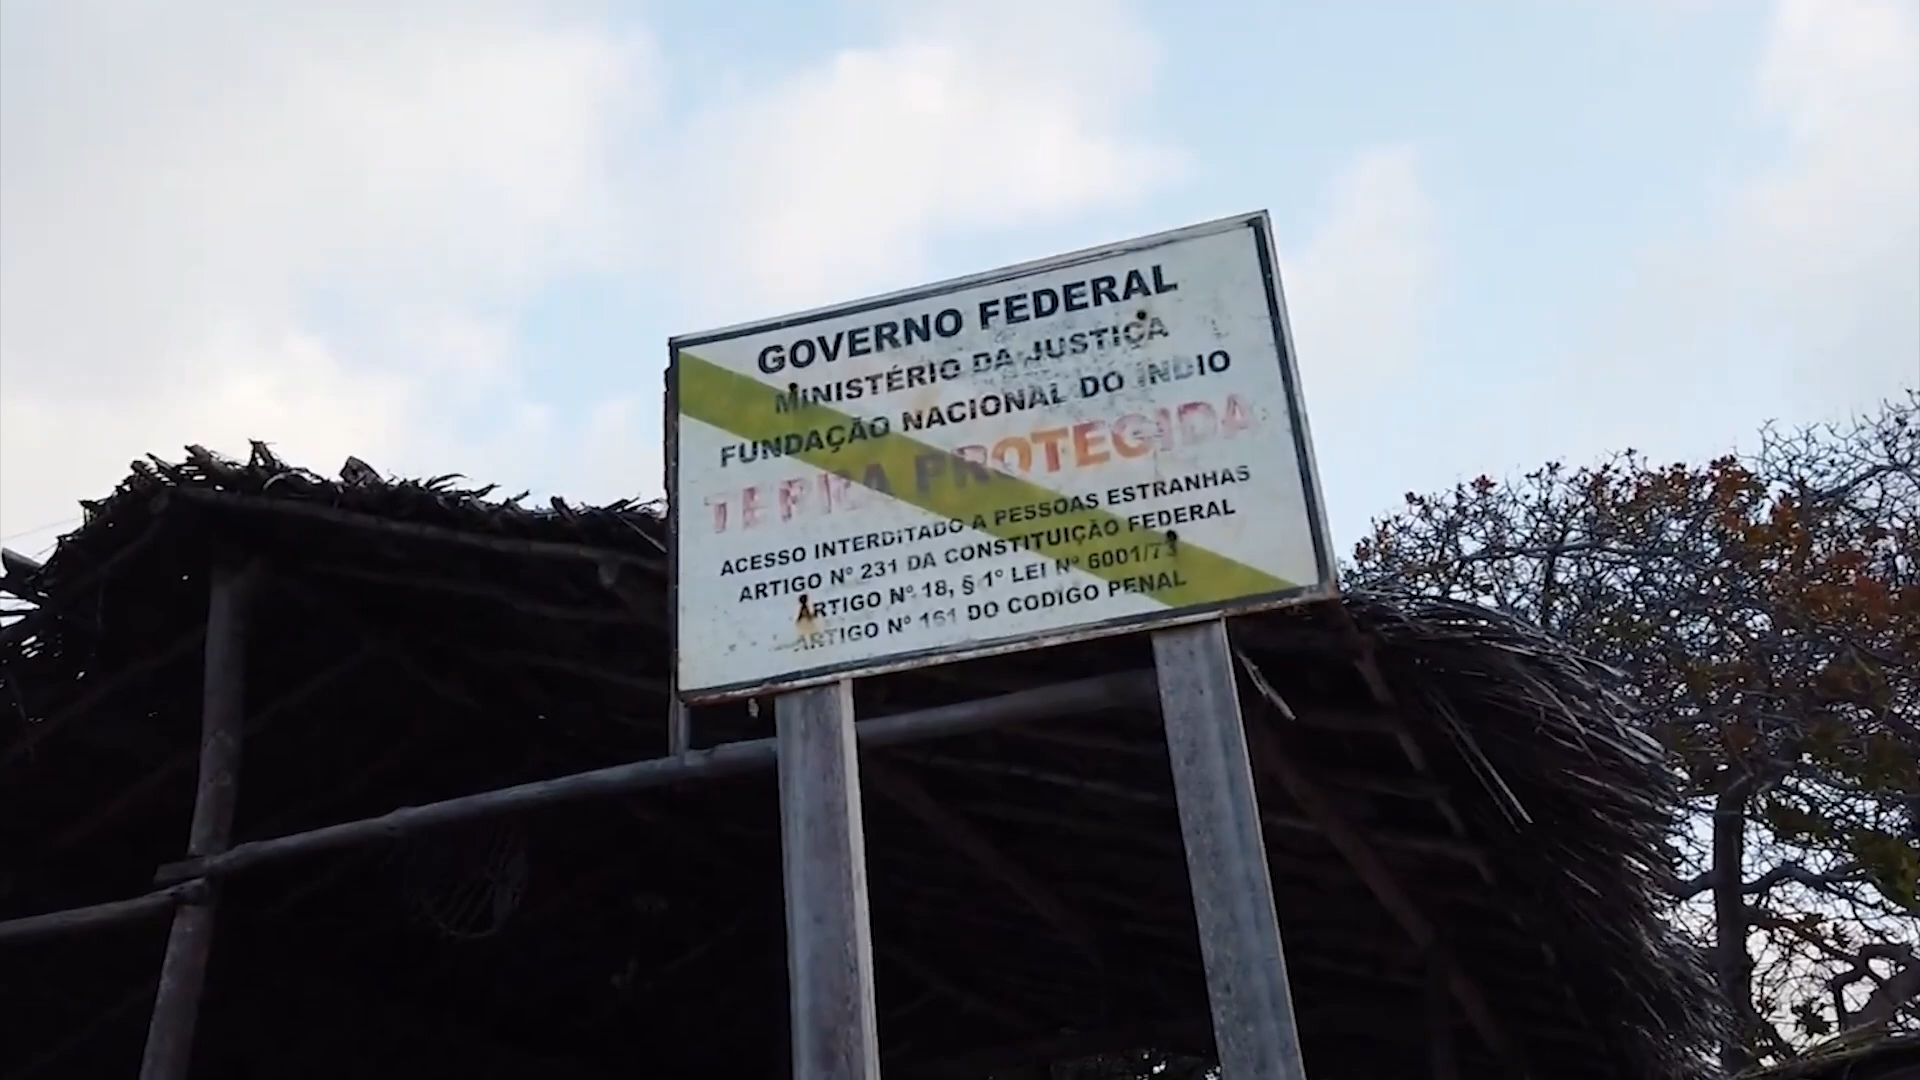 GOVERNO FEDERAL
MINISTÉRIO DA JUSTIÇA
FUNDAÇÃO NACIONAL DO INDIO
TERRA PROTEGIDA
ACESSO INTERDITADO A PESSOAS ESTRANHAS
ARTIGO Nº 231 DA CONSTITUIÇÃO FEDERAL
ARTIGO Nº 18, § 1º LEI Nº 6001/73
ARTIGO Nº 161 DO CODIGO PENAL